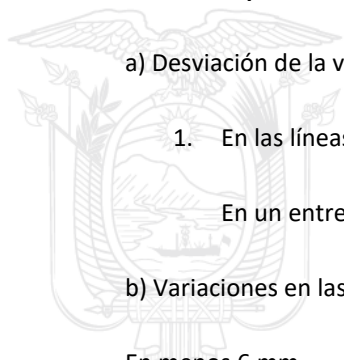 a) Desviación de la v
1. En las líneas
En un entre
b) Variaciones en las
En menos 6 mm